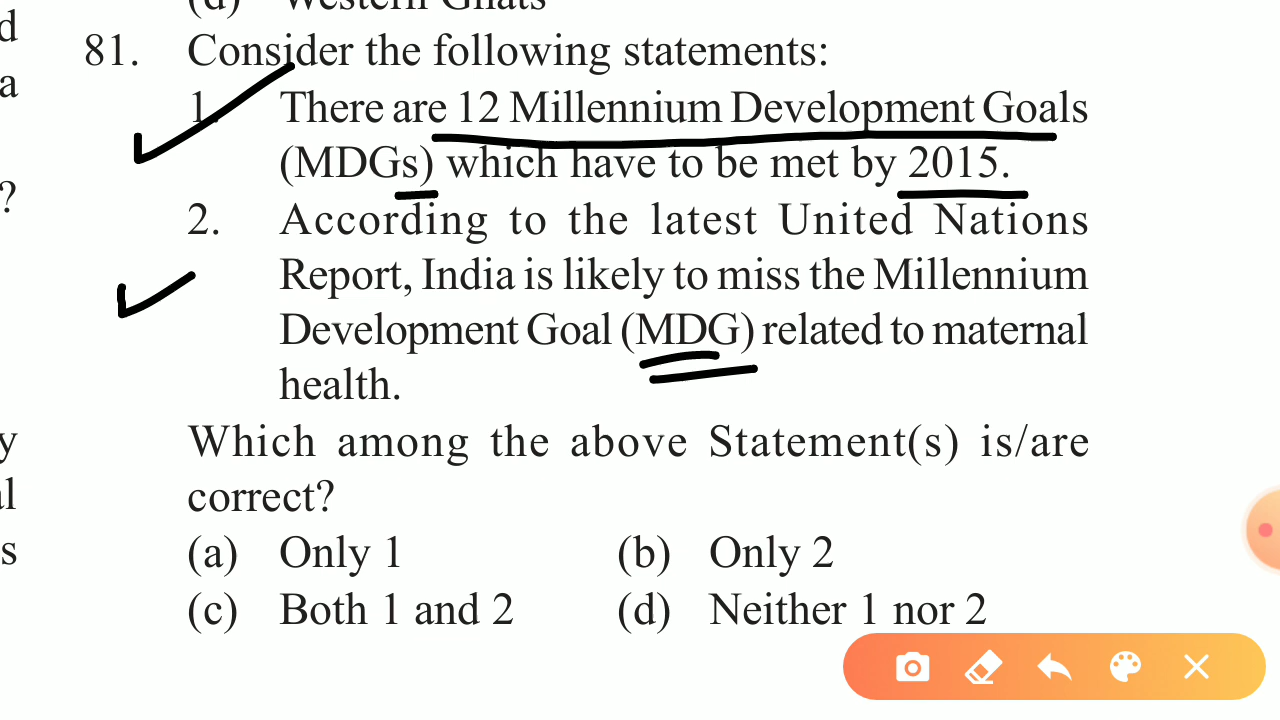 (d) Western Ghats
d
81. Consider the following statements:
a
1. There are 12 Millennium Development Goals
(MDGs) which have to be met by 2015.
?
2. According to the latest United Nations
Report, India is likely to miss the Millennium
Development Goal (MDG) related to maternal
health.
y
Which among the above Statement(s) is/are
al
correct?
s
(a) Only 1 (b) Only 2
(c) Both 1 and 2 (d) Neither 1 nor 2